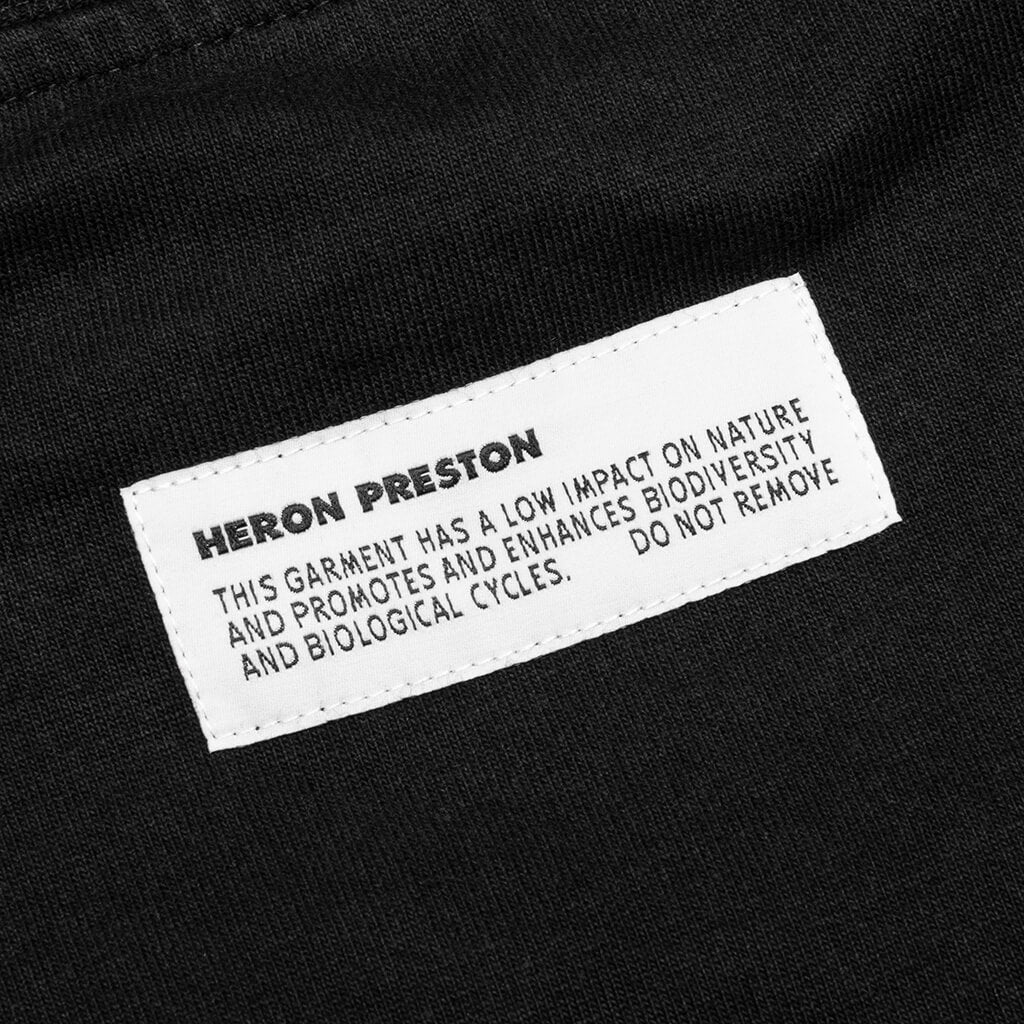 HERON PRESTON
THIS GARMENT HAS A LOW IMPACT ON NATURE
AND PROMOTES AND ENHANCES BIODIVERSITY
AND BIOLOGICAL CYCLES. DO NOT REMOVE